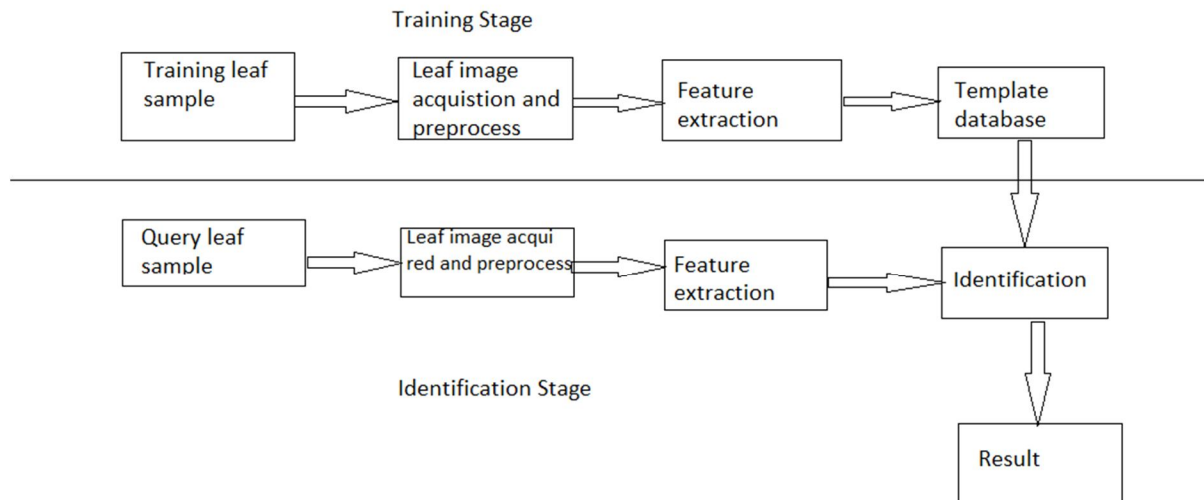 Training Stage
Training leaf
sample
Leaf image
acquistion and
preprocess
Feature
extraction
Template
database
Query leaf
sample
Leaf image acqui
red and preprocess
Feature
extraction
Identification
Identification Stage
Result